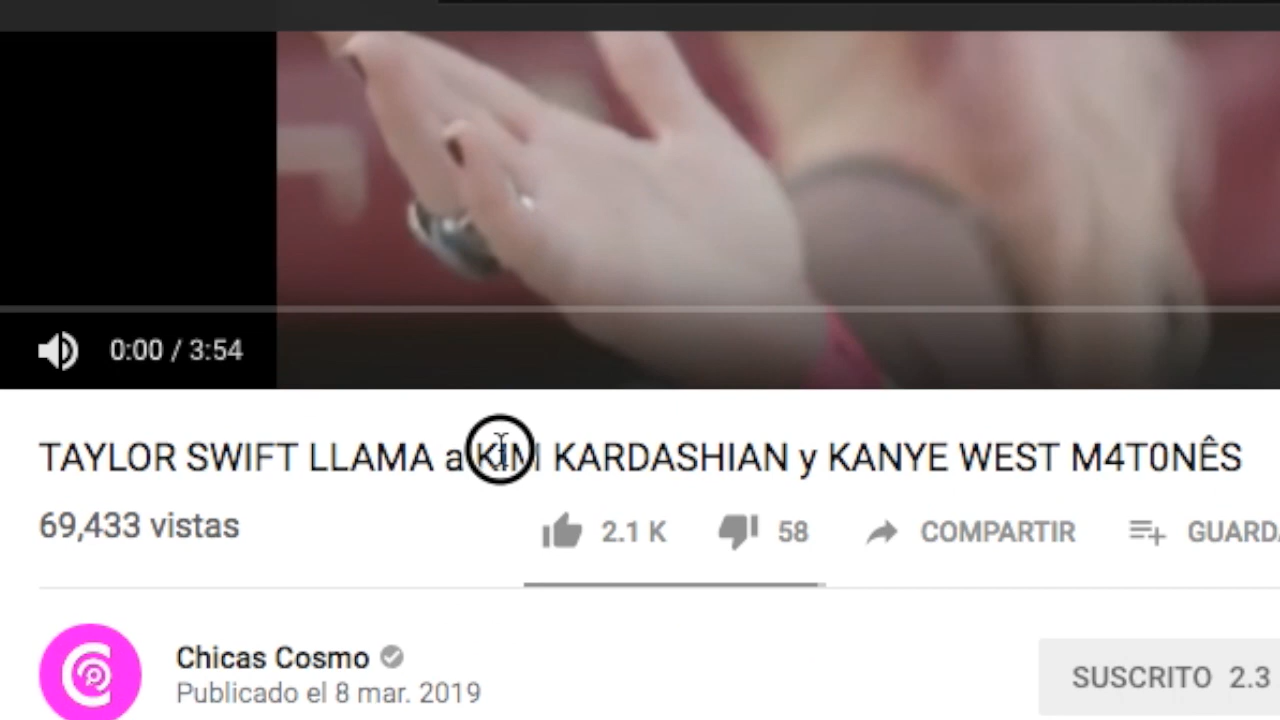 0:00 / 3:54
TAYLOR SWIFT LLAMA a KIM KARDASHIAN y KANYE WEST M4T0NÊS
69,433 vistas
2.1 K
58
COMPARTIR
GUARDA
Chicas Cosmo
Publicado el 8 mar. 2019
SUSCRITO 2.3